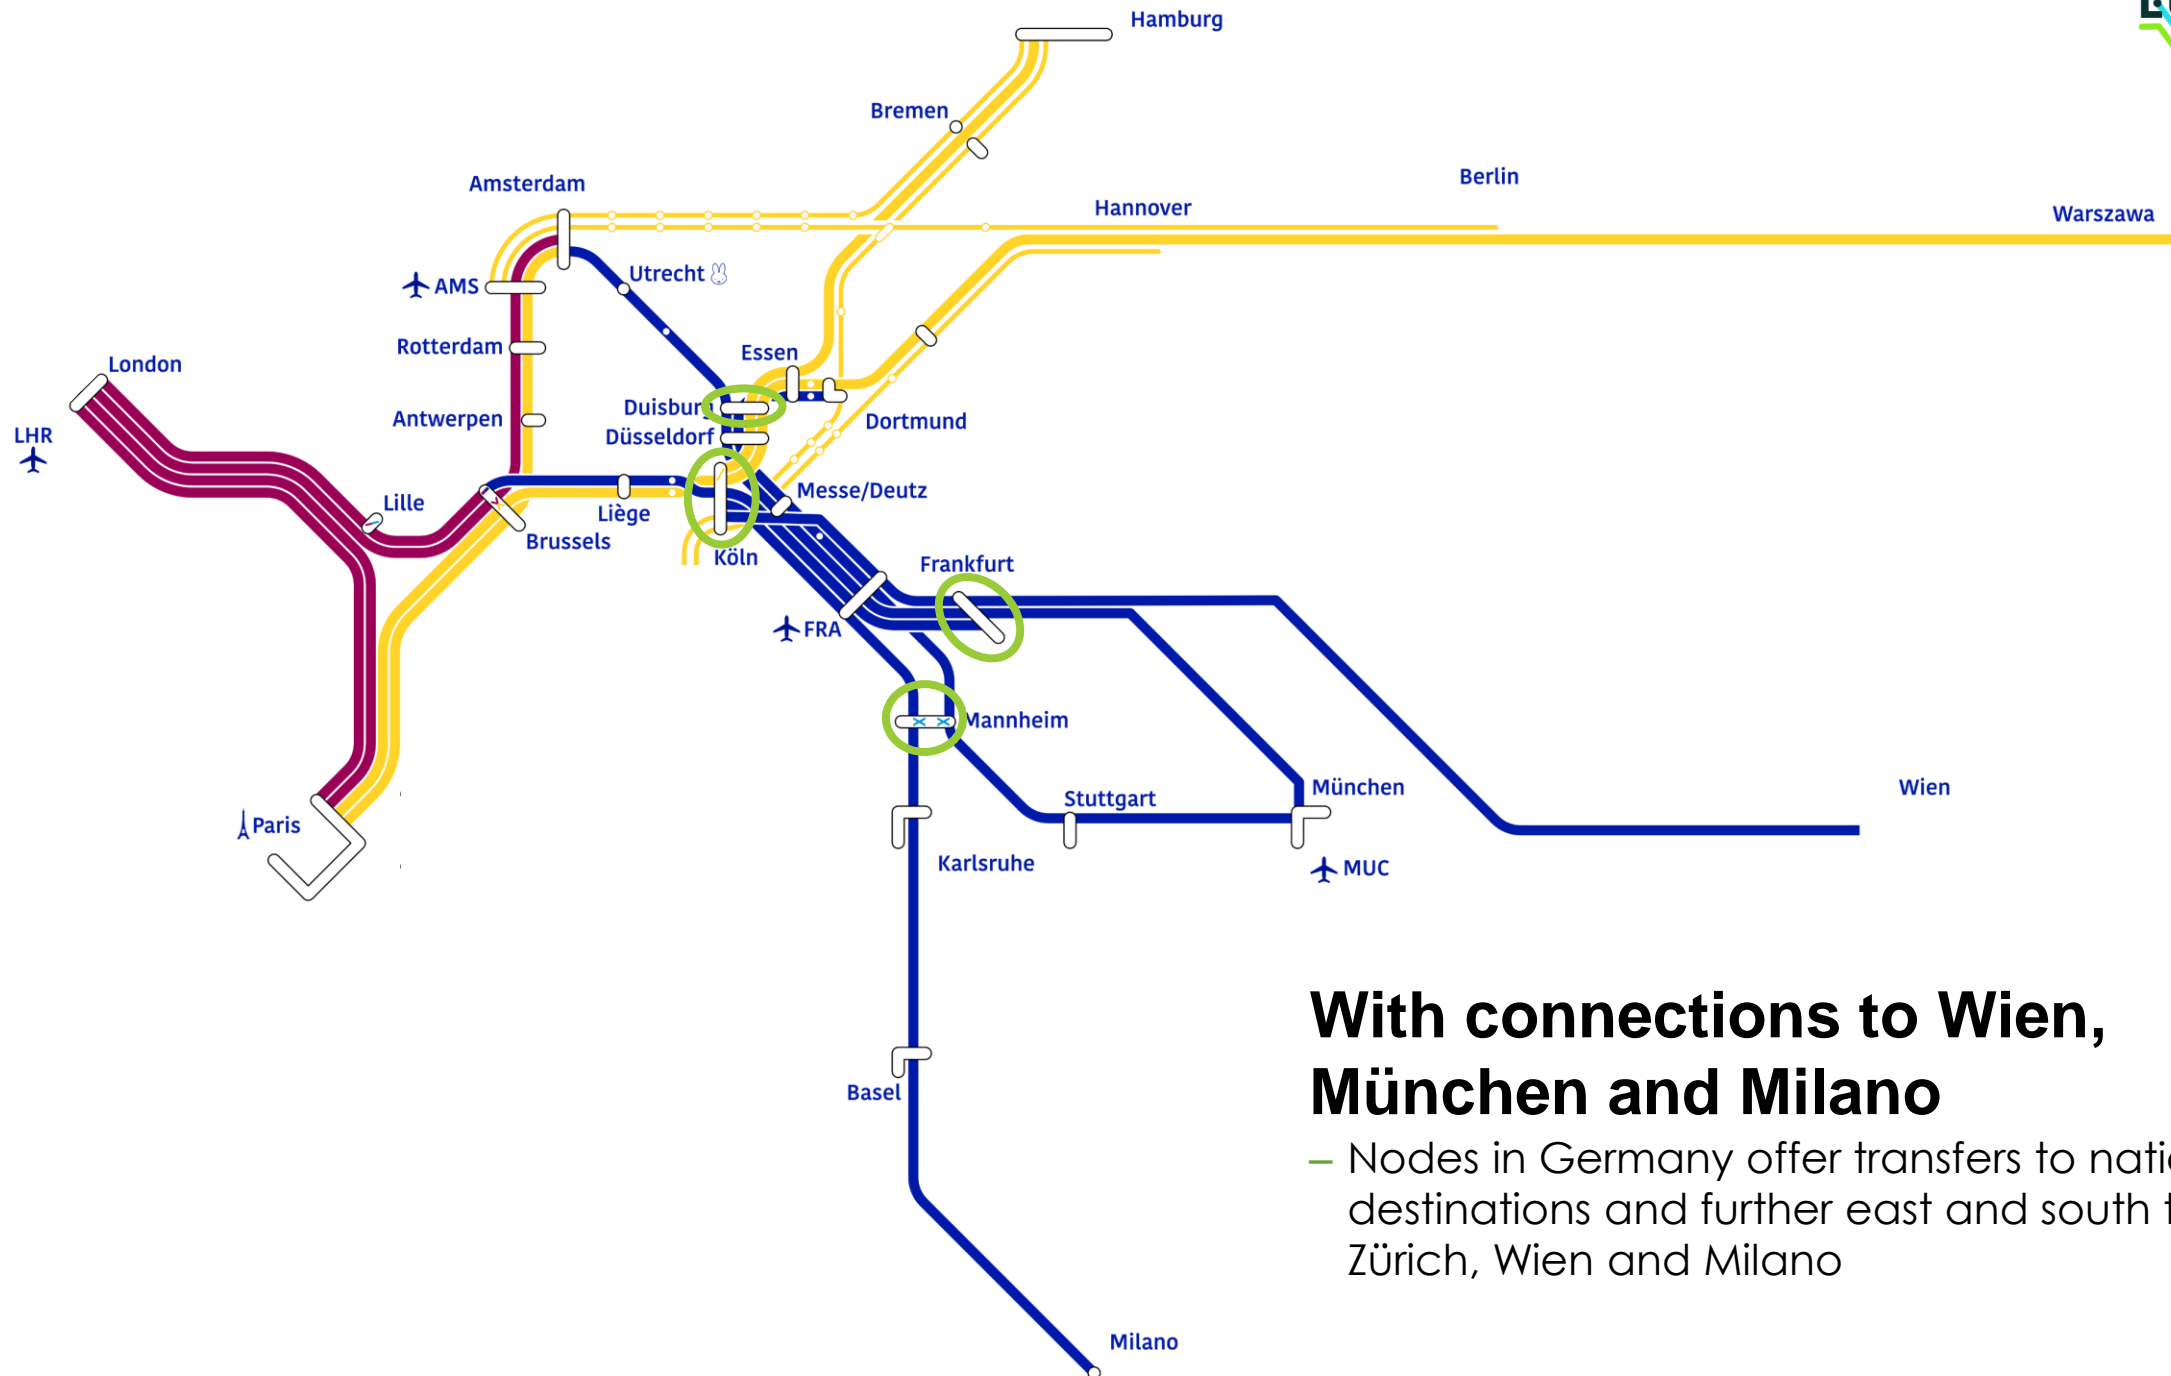 Hamburg
Bremen
Amsterdam
Berlin
Hannover
Warszawa
Utrecht
AMS
Rotterdam
Essen
London
Antwerpen
Duisburg
Düsseldorf
Dortmund
LHR
Messe/Deutz
Lille
Liège
Brussels
Köln
Frankfurt
FRA
Mannheim
München
Wien
Stuttgart
Paris
Karlsruhe
MUC
With connections to Wien,
München and Milano
Basel
– Nodes in Germany offer transfers to
destinations and further east and south
Zürich, Wien and Milano
Milano